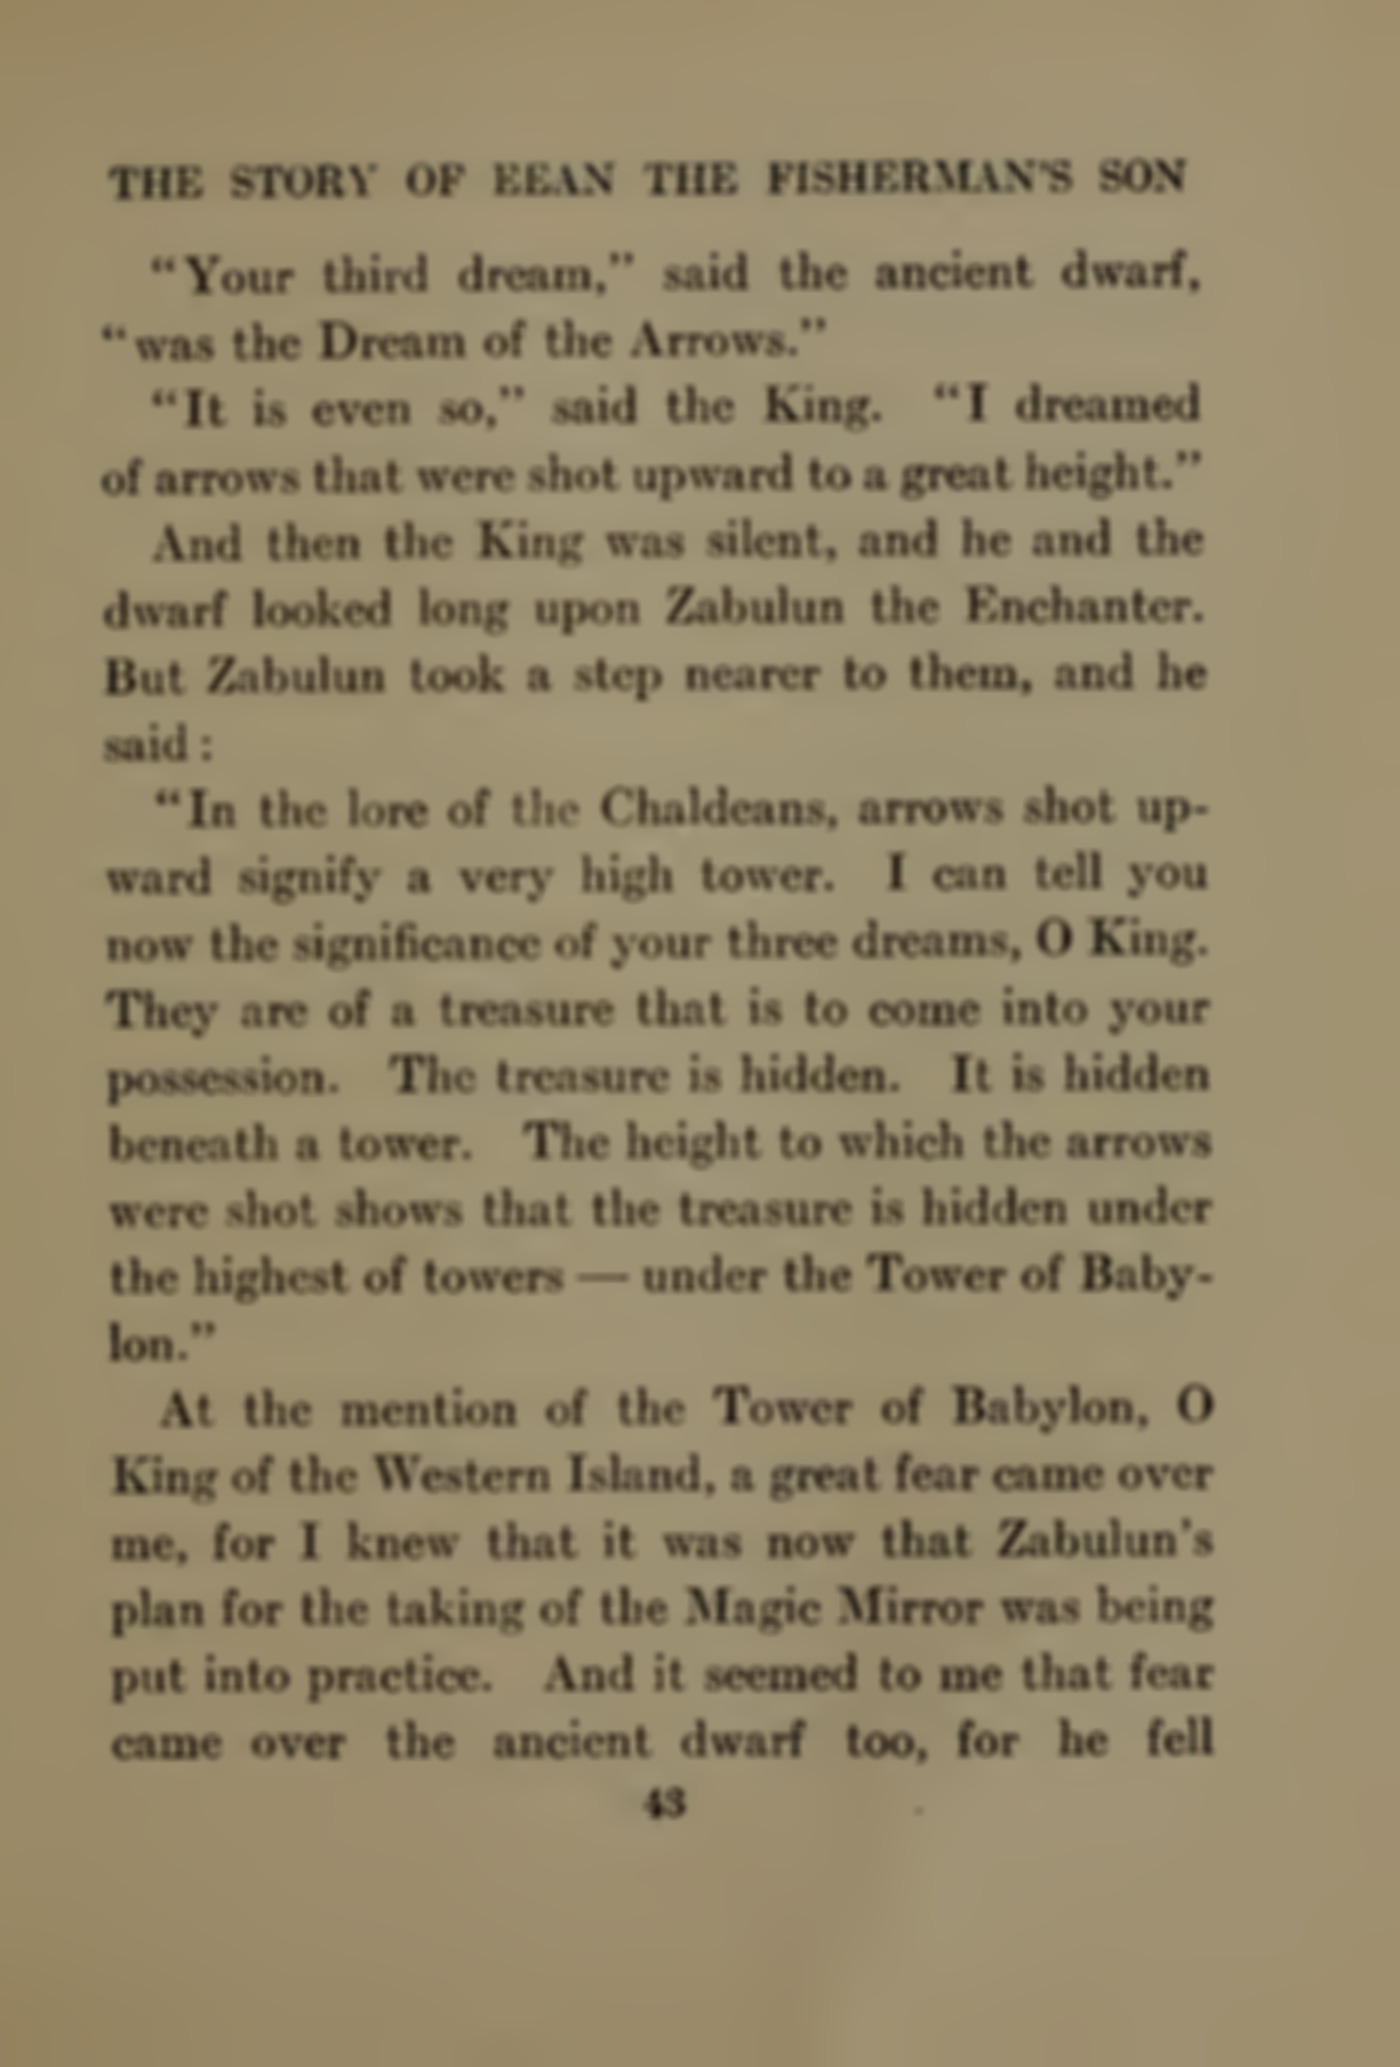 THE STORY OF EEAN THE FISHERMAN'S SON
"Your third dream," said the ancient dwarf,
"was the Dream of the Arrows."
"It is even so," said the King. "I dreamed
of arrows that were shot upward to a great height."
And then the King was silent, and he and the
dwarf looked long upon Zabulun the Enchanter.
But Zabulun took a step nearer to them, and he
said:
"In the lore of the Chaldeans, arrows shot up-
ward signify a very high tower. I can tell you
now the significance of your three dreams, O King.
They are of a treasure that is to come into your
possession. The treasure is hidden. It is hidden
beneath a tower. The height to which the arrows
were shot shows that the treasure is hidden under
the highest of towers — under the Tower of Baby-
lon."
At the mention of the Tower of Babylon, O
King of the Western Island, a great fear came over
me, for I knew that it was now that Zabulun's
plan for the taking of the Magic Mirror was being
put into practice. And it seemed to me that fear
came over the ancient dwarf too, for he fell
43